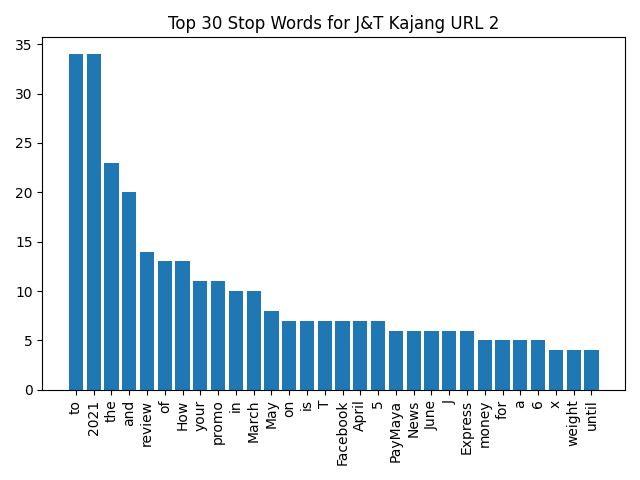 Top 30 Stop Words for J&T Kajang URL 2
35
30
25
20
15
10
5
0
to
2021
the
and
review
of
How
your
promo
in
March
May
on
is
T
Facebook
April
5
PayMaya
News
June
J
Express
money
for
a
6
x
weight
until